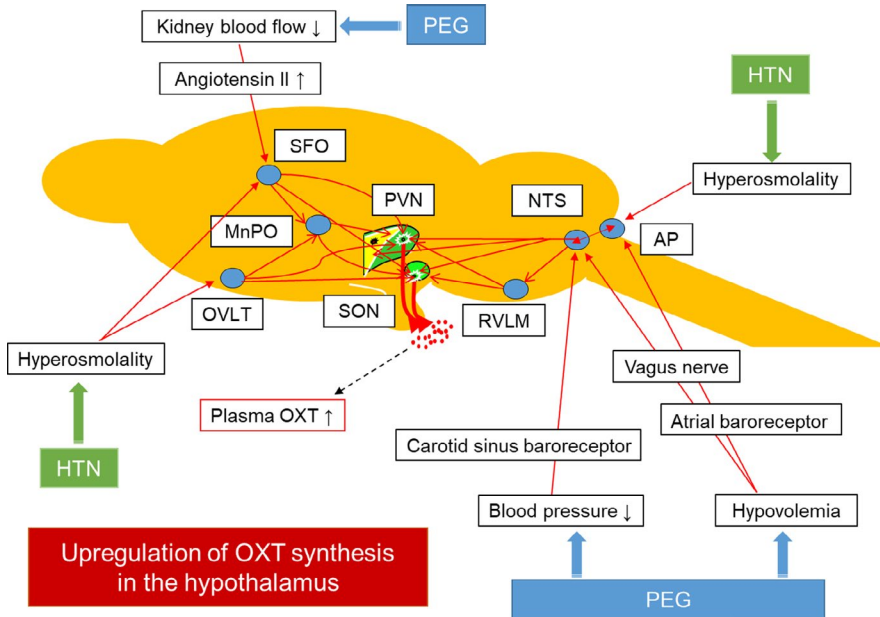 Kidney blood flow ↓
PEG
Angiotensin II ↑
HTN
SFO
Hyperosmolality
PVN
NTS
MnPO
AP
OVLT
SON
RVLM
Hyperosmolality
Vagus nerve
Plasma OXT ↑
Atrial baroreceptor
Carotid sinus baroreceptor
HTN
Blood pressure ↓
Hypovolemia
Upregulation of OXT synthesis
in the hypothalamus
PEG